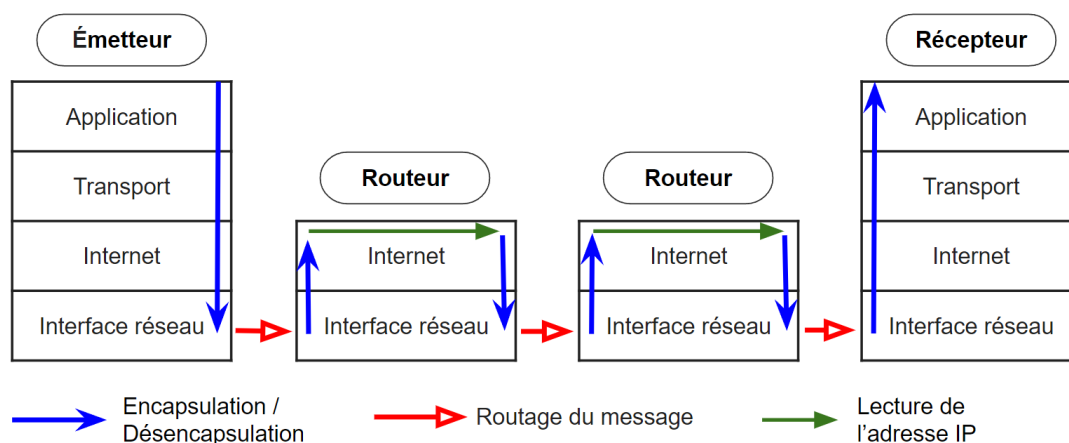 Émetteur
Récepteur
Application
Application
Transport
Routeur
Routeur
Transport
Internet
Internet
Internet
Internet
Interface réseau
Interface réseau
Interface réseau
Interface réseau
Encapsulation /
Désencapsulation
Routage du message
Lecture de
l'adresse IP